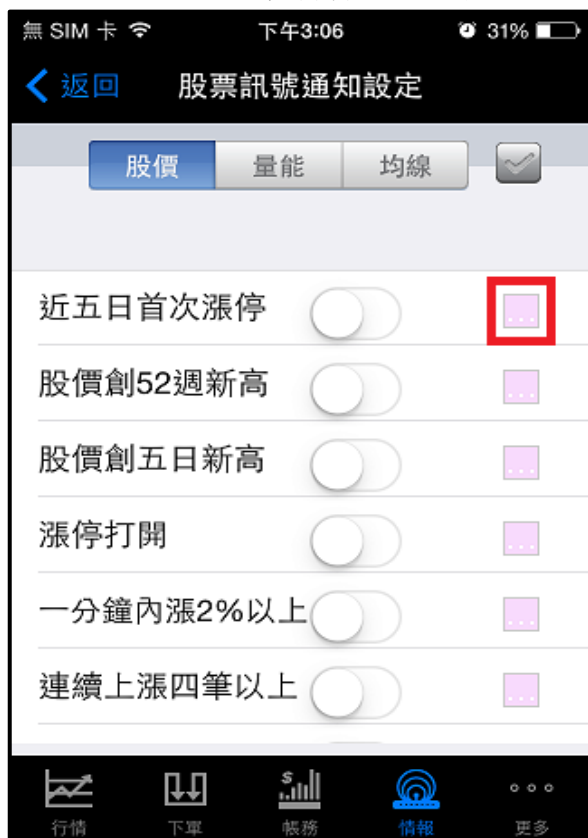 無 SIM 卡 下午3:06 31%
返回 股票訊號通知設定
股價 量能 均線
近五日首次漲停
股價創52週新高
股價創五日新高
漲停打開
一分鐘內漲2%以上
連續上漲四筆以上
行情 下單 帳務 情報 更多